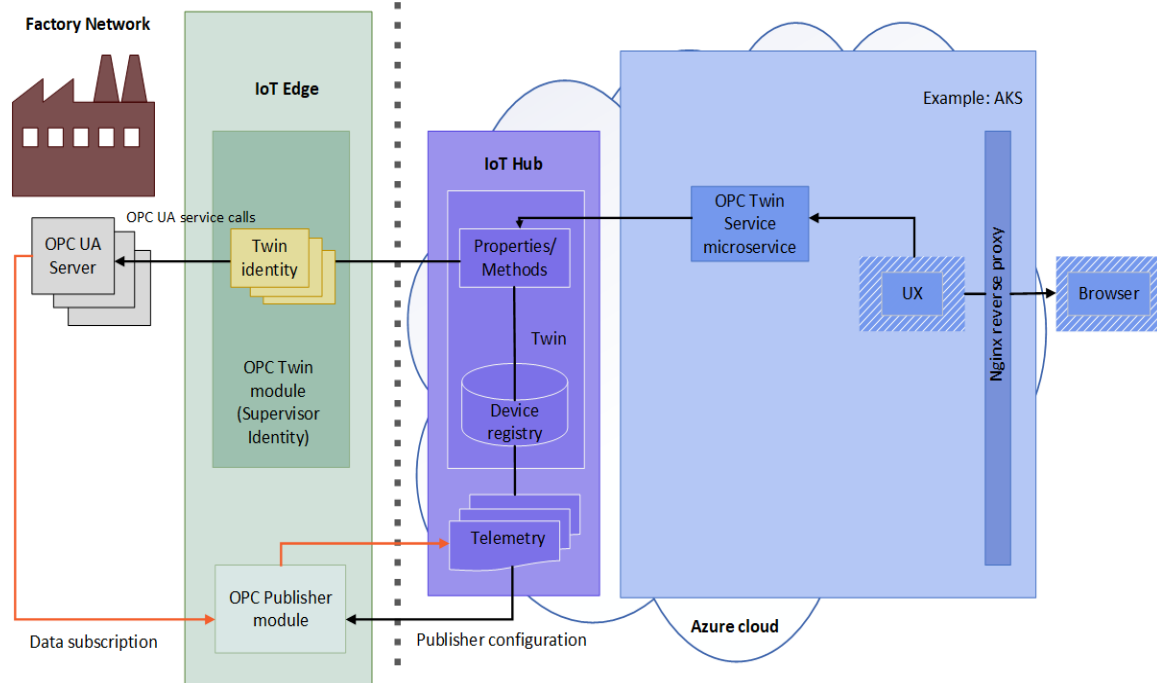 Factory Network
IoT Edge
Example: AKS
IoT Hub
OPC UA service calls
OPC UA
Server
Twin
identity
Properties/
Methods
OPC Twin
Service
microservice
UX
Nginx reverse proxy
Browser
Twin
OPC Twin
module
(Supervisor
Identity)
Device
registry
Telemetry
OPC Publisher
module
Data subscription
Publisher configuration
Azure cloud